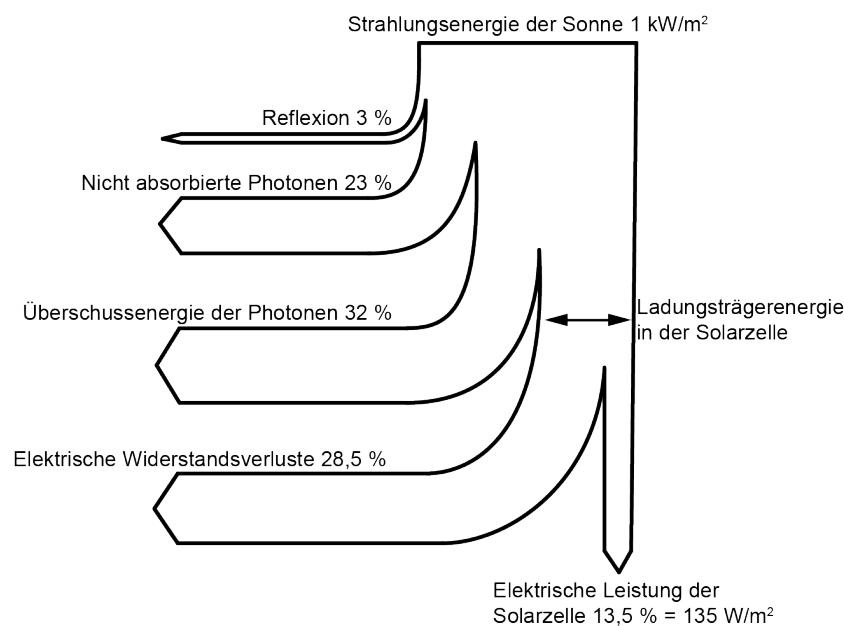 Strahlungsenergie der Sonne 1 kW/m²
Reflexion 3 %
Nicht absorbierte Photonen 23 %
Überschussenergie der Photonen 32 %
Ladungsträgerenergie
in der Solarzelle
Elektrische Widerstandsverluste 28,5 %
Elektrische Leistung der
Solarzelle 13,5 % = 135 W/m²